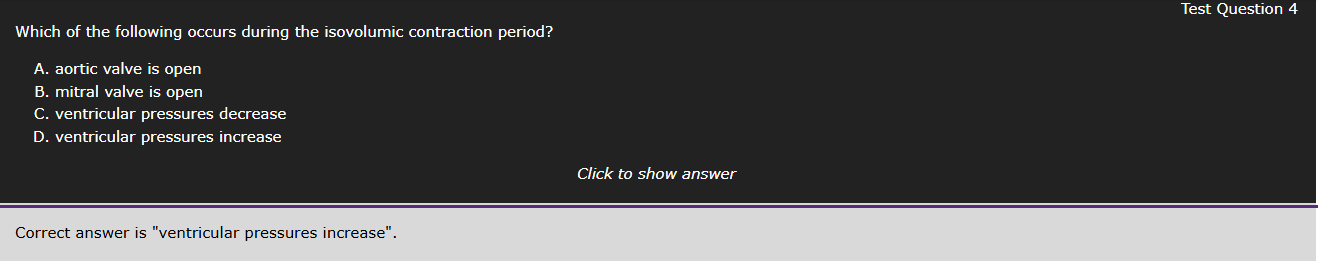 Test Question 4
Which of the following occurs during the isovolumic contraction period?
A. aortic valve is open
B. mitral valve is open
C. ventricular pressures decrease
D. ventricular pressures increase
Click to show answer
Correct answer is "ventricular pressures increase".